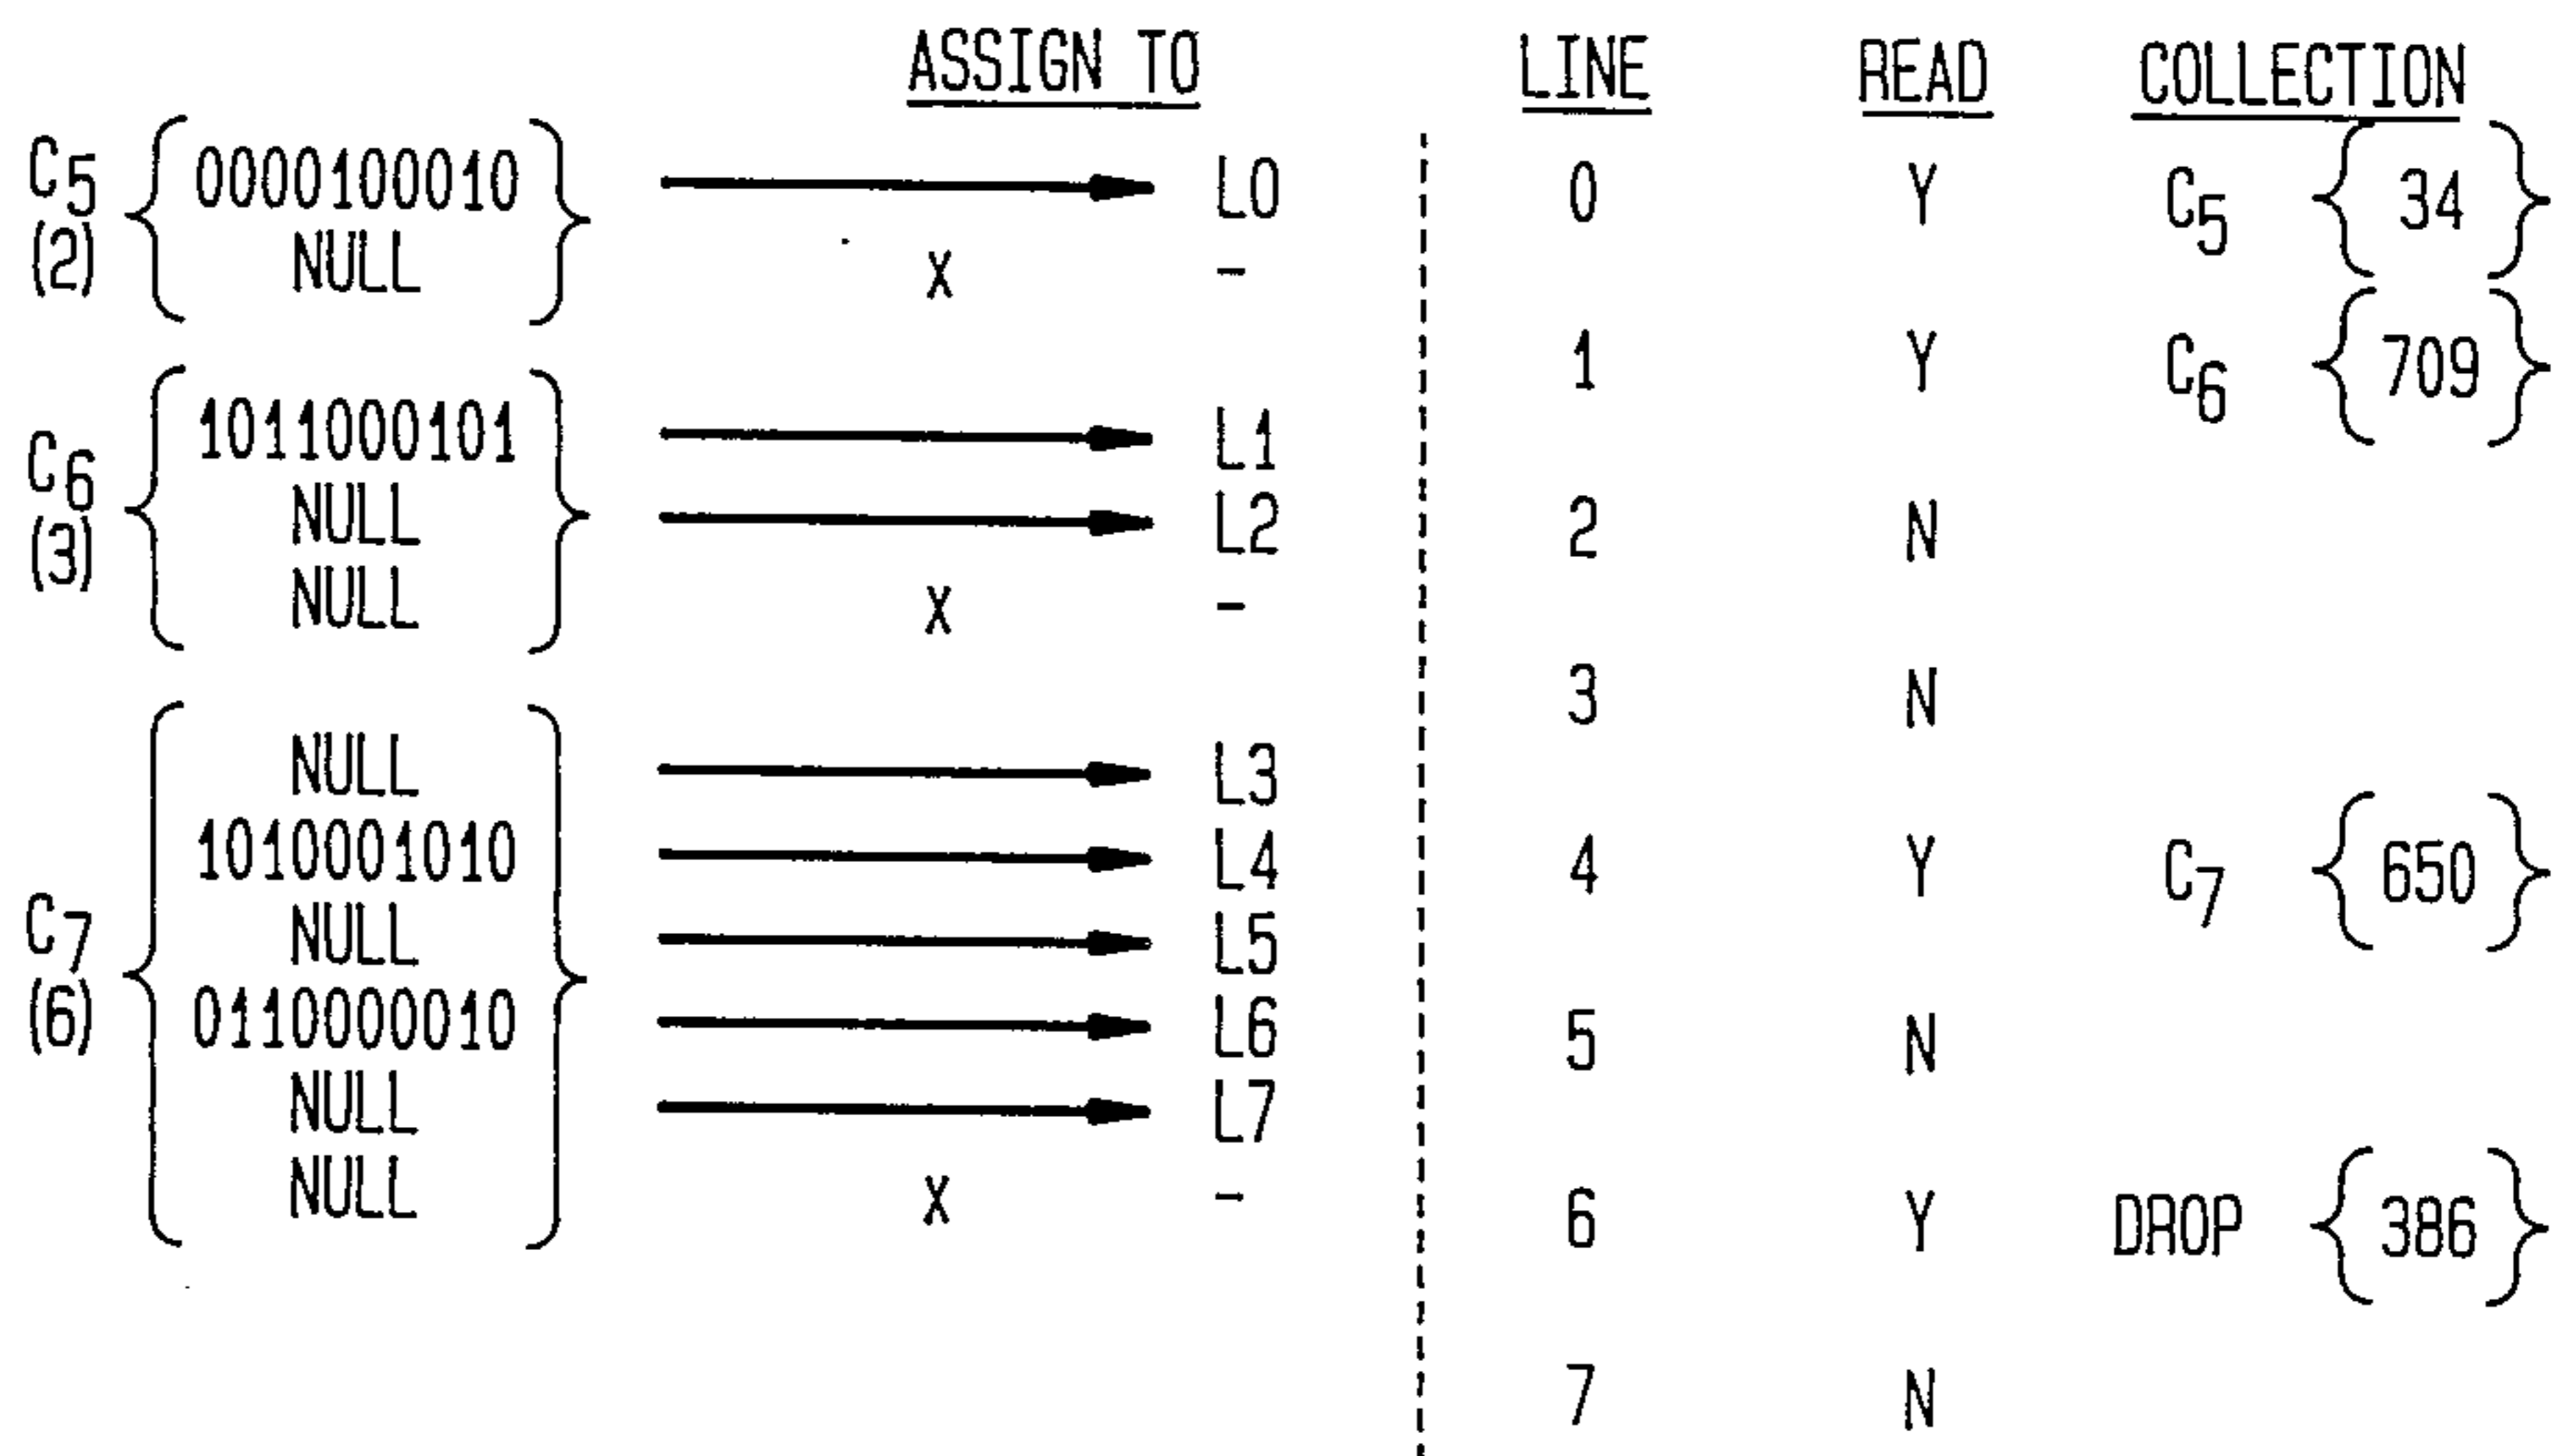 ASSIGN TO LINE READ COLLECTION
C5 (2) { 0000100010 L0 0 Y C5 { 34 }
NULL } X -
1 Y C6 { 709 }
C6 (3) { 1011000101 L1
NULL L2 2 N
NULL } X -
3 N
C7 (6) { NULL L3
1010001010 L4 4 Y C7 { 650 }
NULL L5
0110000010 L6 5 N
NULL L7
NULL } X - 6 Y DROP { 386 }
7 N